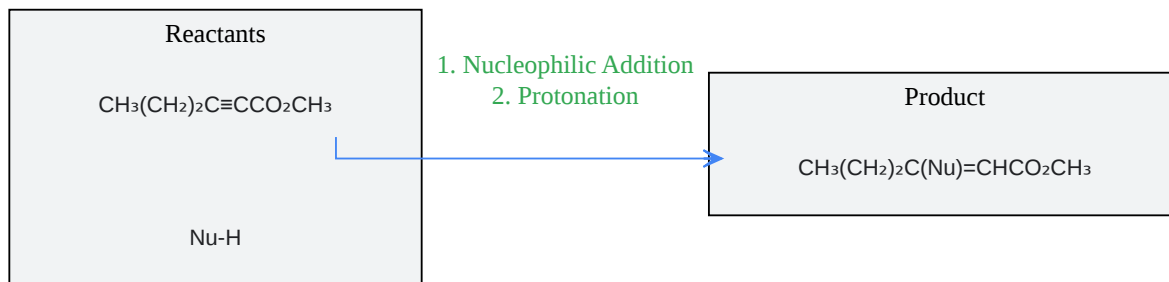 Reactants
CH₃(CH₂)₂C≡CCO₂CH₃
Nu-H
1. Nucleophilic Addition
2. Protonation
Product
CH₃(CH₂)₂C(Nu)=CHCO₂CH₃